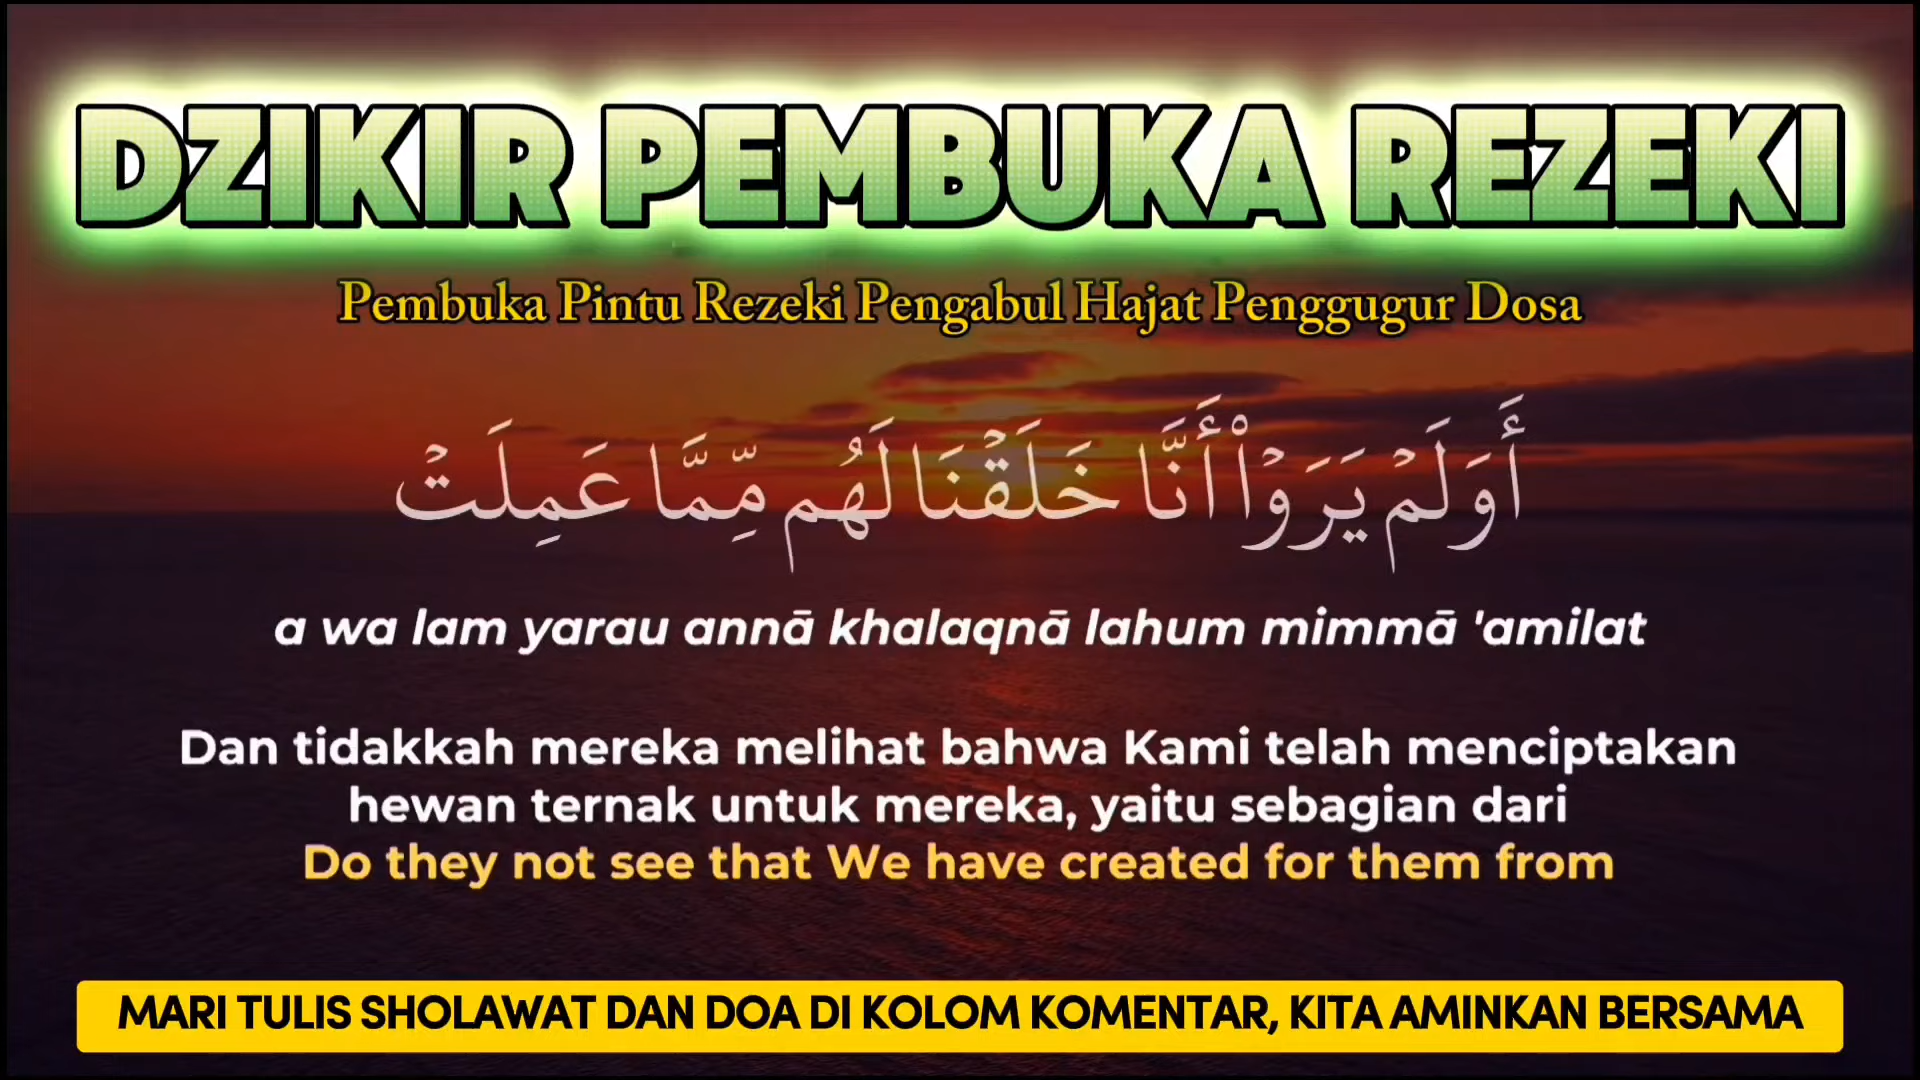 DZIKIR PEMBUKA REZEKI
Pembuka Pintu Rezeki Pengabul Hajat Penggugur Dosa
أَوَلَمْ يَرَوْا۟ أَنَّا خَلَقْنَا لَهُم مِّمَّا عَمِلَتْ
a wa lam yarau annā khalaqnā lahum mimmā 'amilat
Dan tidakkah mereka melihat bahwa Kami telah menciptakan
hewan ternak untuk mereka, yaitu sebagian dari
Do they not see that We have created for them from
MARI TULIS SHOLAWAT DAN DOA DI KOLOM KOMENTAR, KITA AMINKAN BERSAMA